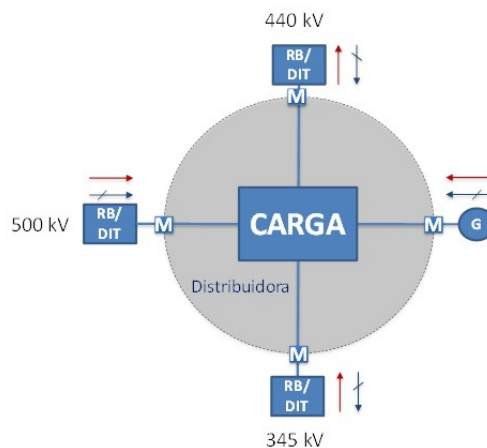 440 kV
RB/
DIT
M
500 kV
RB/
DIT
M
CARGA
M
G
Distribuidora
M
RB/
DIT
345 kV